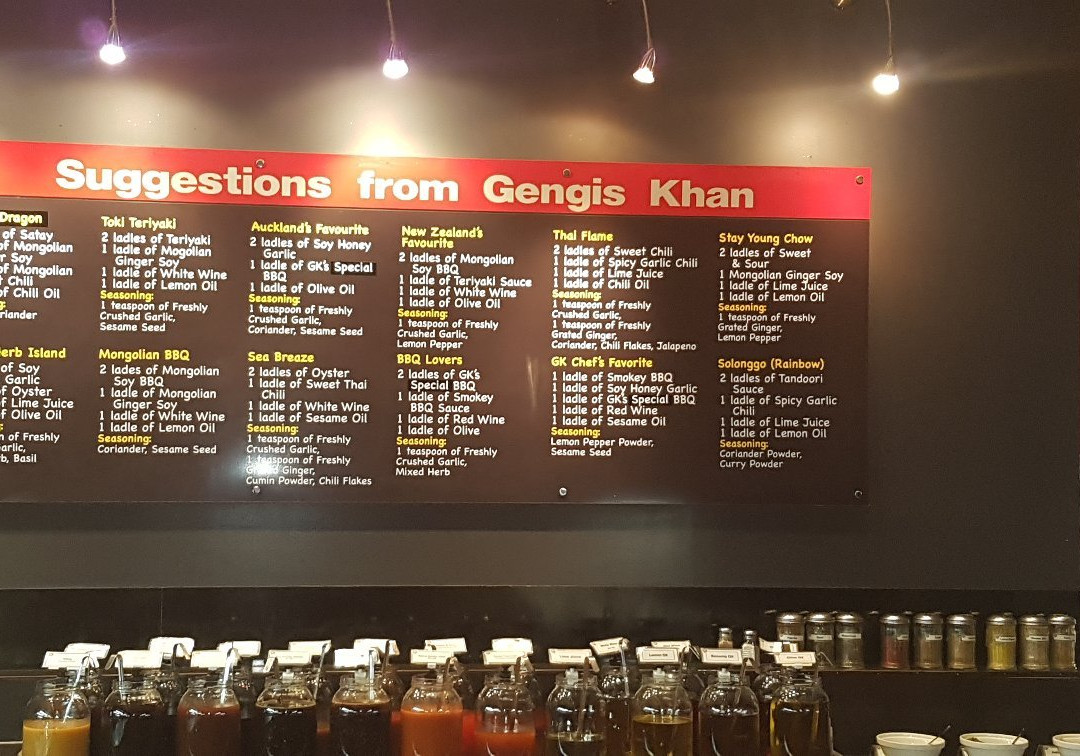 Suggestions from Gengis Khan
Dragon
of Satay
of Mongolian
r Soy
of Mongolian
Chili
of Chili Oil
riander
Toki Teriyaki
2 ladles of Teriyaki
1 ladle of Mogolian
Ginger Soy
1 ladle of White Wine
1 ladle of Lemon Oil
Seasoning:
1 teaspoon of Freshly
Crushed Garlic,
Sesame Seed
Auckland's Favourite
2 ladles of Soy Honey
Garlic
1 ladle of GK's Special
BBQ
1 ladle of Olive Oil
Seasoning:
1 teaspoon of Freshly
Crushed Garlic,
Coriander, Sesame Seed
New Zealand's
Favourite
2 ladles of Mongolian
Soy BBQ
1 ladle of Teriyaki Sauce
1 ladle of White Wine
1 ladle of Olive Oil
Seasoning:
1 teaspoon of Freshly
Crushed Garlic,
Lemon Pepper
Thai Flame
2 ladles of Sweet Chili
1 ladle of Spicy Garlic Chili
1 ladle of Lime Juice
1 ladle of Chili Oil
Seasoning:
1 teaspoon of Freshly
Crushed Garlic,
1 teaspoon of Freshly
Grated Ginger,
Coriander, Chili Flakes, Jalapeno
Stay Young Chow
2 ladles of Sweet
& Sour
1 Mongolian Ginger Soy
1 ladle of Lime Juice
1 ladle of Lemon Oil
Seasoning:
1 teaspoon of Freshly
Grated Ginger,
Lemon Pepper
erb Island
of Soy
Garlic
of Oyster
of Lime Juice
of Olive Oil
n of Freshly
arlic,
b, Basil
Mongolian BBQ
2 lades of Mongolian
Soy BBQ
1 ladle of Mongolian
Ginger Soy
1 ladle of White Wine
1 ladle of Lemon Oil
Seasoning:
Coriander, Sesame Seed
Sea Breaze
2 ladles of Oyster
1 ladle of Sweet Thai
Chili
1 ladle of White Wine
1 ladle of Sesame Oil
Seasoning:
1 teaspoon of Freshly
Crushed Garlic,
1 teaspoon of Freshly
Grated Ginger,
Cumin Powder, Chili Flakes
BBQ Lovers
2 ladles of GK's
Special BBQ
1 ladle of Smokey
BBQ Sauce
1 ladle of Red Wine
1 ladle of Olive
Seasoning:
1 teaspoon of Freshly
Crushed Garlic,
Mixed Herb
GK Chef's Favorite
1 ladle of Smokey BBQ
1 ladle of Soy Honey Garlic
1 ladle of GK's Special BBQ
1 ladle of Red Wine
1 ladle of Sesame Oil
Seasoning:
Lemon Pepper Powder,
Sesame Seed
Solonggo (Rainbow)
2 ladles of Tandoori
Sauce
1 ladle of Spicy Garlic
Chili
1 ladle of Lime Juice
1 ladle of Lemon Oil
Seasoning:
Coriander Powder,
Curry Powder